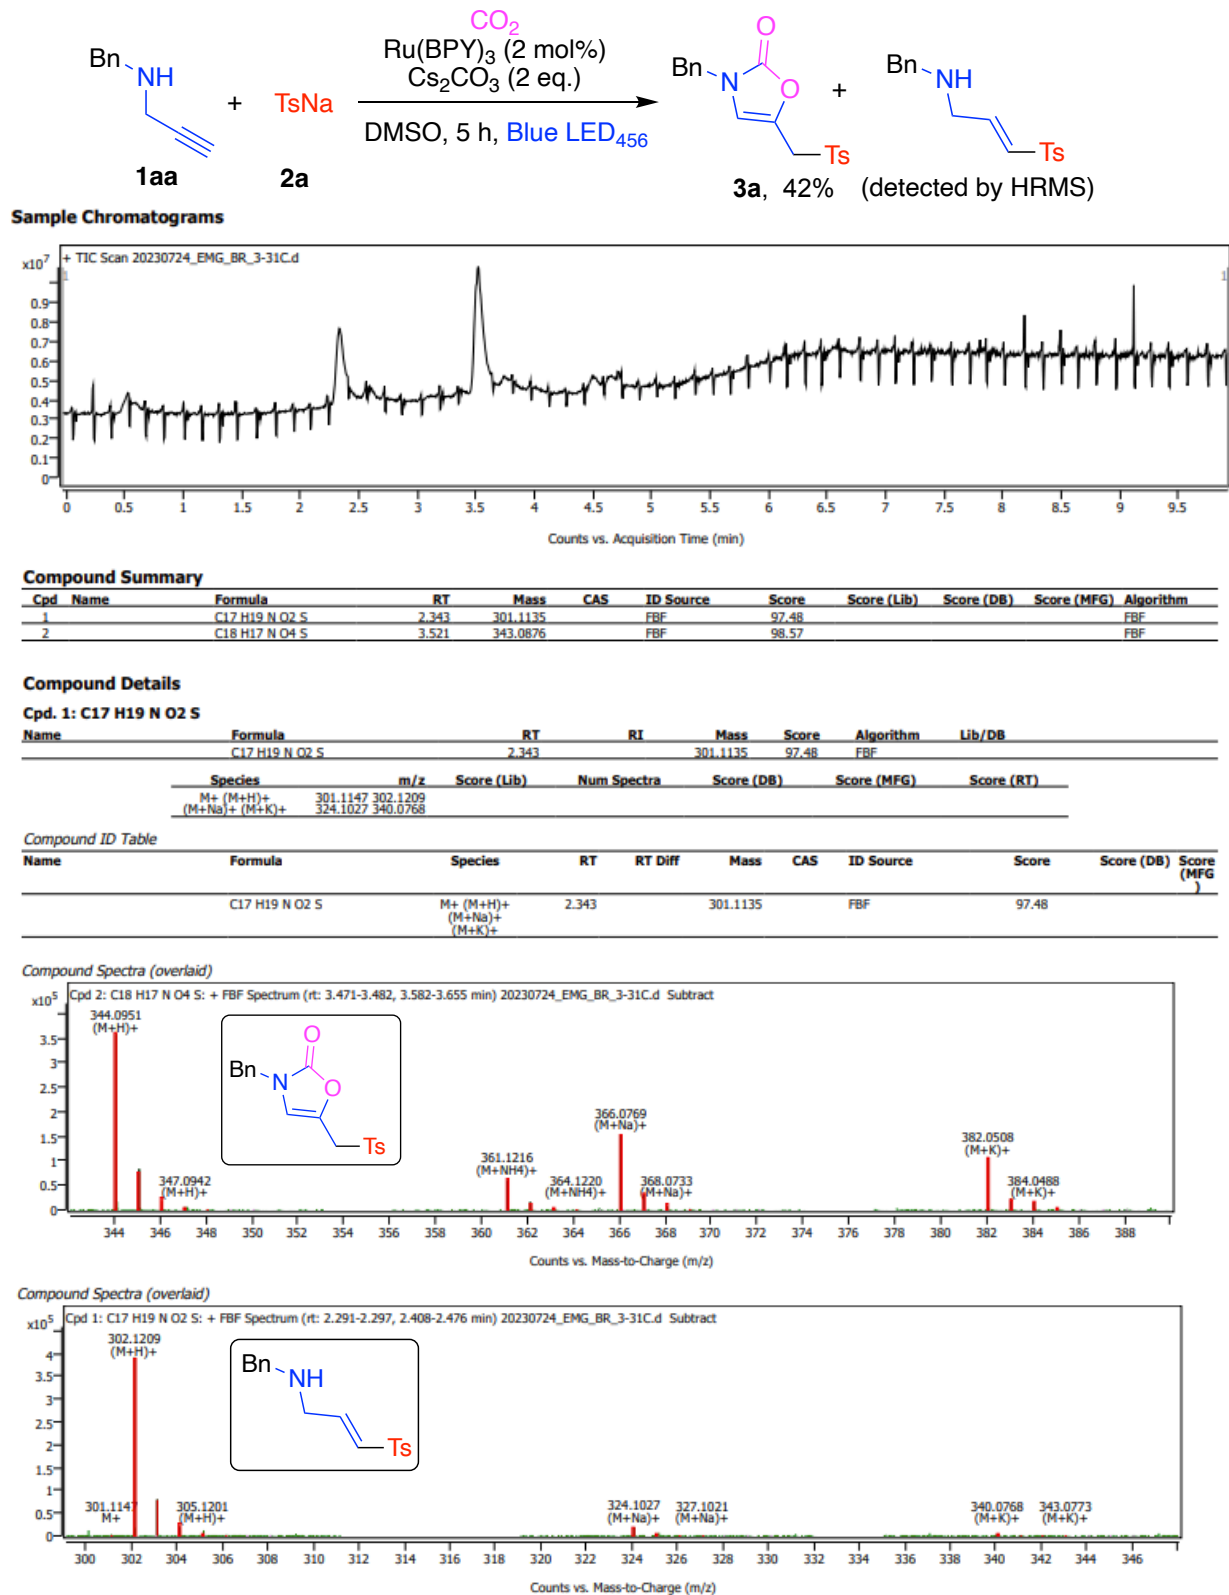 CO2
Ru(BPY)3 (2 mol%)
Cs2CO3 (2 eq.)
DMSO, 5 h, Blue LED456
Bn
NH
1aa
+
TsNa
2a
Bn
N
O
O
Ts
3a, 42%
+
Bn
NH
Ts
(detected by HRMS)
Sample Chromatograms
x10^7
+ TIC Scan 20230724_EMG_BR_3-31C.d
1
1
0.9
0.8
0.7
0.6
0.5
0.4
0.3
0.2
0.1
0
0 0.5 1 1.5 2 2.5 3 3.5 4 4.5 5 5.5 6 6.5 7 7.5 8 8.5 9 9.5
Counts vs. Acquisition Time (min)
Compound Summary
Cpd Name Formula RT Mass CAS ID Source Score Score (Lib) Score (DB) Score (MFG) Algorithm
1 C17 H19 N O2 S 2.343 301.1135 FBF 97.48 FBF
2 C18 H17 N O4 S 3.521 343.0876 FBF 98.57 FBF
Compound Details
Cpd. 1: C17 H19 N O2 S
Name Formula RT RI Mass Score Algorithm Lib/DB
C17 H19 N O2 S 2.343 301.1135 97.48 FBF
Species m/z Score (Lib) Num Spectra Score (DB) Score (MFG) Score (RT)
M+ (M+H)+ 301.1147 302.1209
(M+Na)+ (M+K)+ 324.1027 340.0768
Compound ID Table
Name Formula Species RT RT Diff Mass CAS ID Source Score Score (DB) Score
(MFG
)
C17 H19 N O2 S M+ (M+H)+ 2.343 301.1135 FBF 97.48
(M+Na)+
(M+K)+
Compound Spectra (overlaid)
x10^5
Cpd 2: C18 H17 N O4 S: + FBF Spectrum (rt: 3.471-3.482, 3.582-3.655 min) 20230724_EMG_BR_3-31C.d Subtract
344.0951
(M+H)+
347.0942
(M+H)+
361.1216
(M+NH4)+
364.1220
(M+NH4)+
366.0769
(M+Na)+
368.0733
(M+Na)+
382.0508
(M+K)+
384.0488
(M+K)+
Bn
N
O
O
Ts
3.5
3
2.5
2
1.5
1
0.5
0
344 346 348 350 352 354 356 358 360 362 364 366 368 370 372 374 376 378 380 382 384 386 388
Counts vs. Mass-to-Charge (m/z)
Compound Spectra (overlaid)
x10^5
Cpd 1: C17 H19 N O2 S: + FBF Spectrum (rt: 2.291-2.297, 2.408-2.476 min) 20230724_EMG_BR_3-31C.d Subtract
302.1209
(M+H)+
301.1147
M+
305.1201
(M+H)+
324.1027
(M+Na)+
327.1021
(M+Na)+
340.0768
(M+K)+
343.0773
(M+K)+
Bn
NH
Ts
4
3.5
3
2.5
2
1.5
1
0.5
0
300 302 304 306 308 310 312 314 316 318 320 322 324 326 328 330 332 334 336 338 340 342 344 346
Counts vs. Mass-to-Charge (m/z)